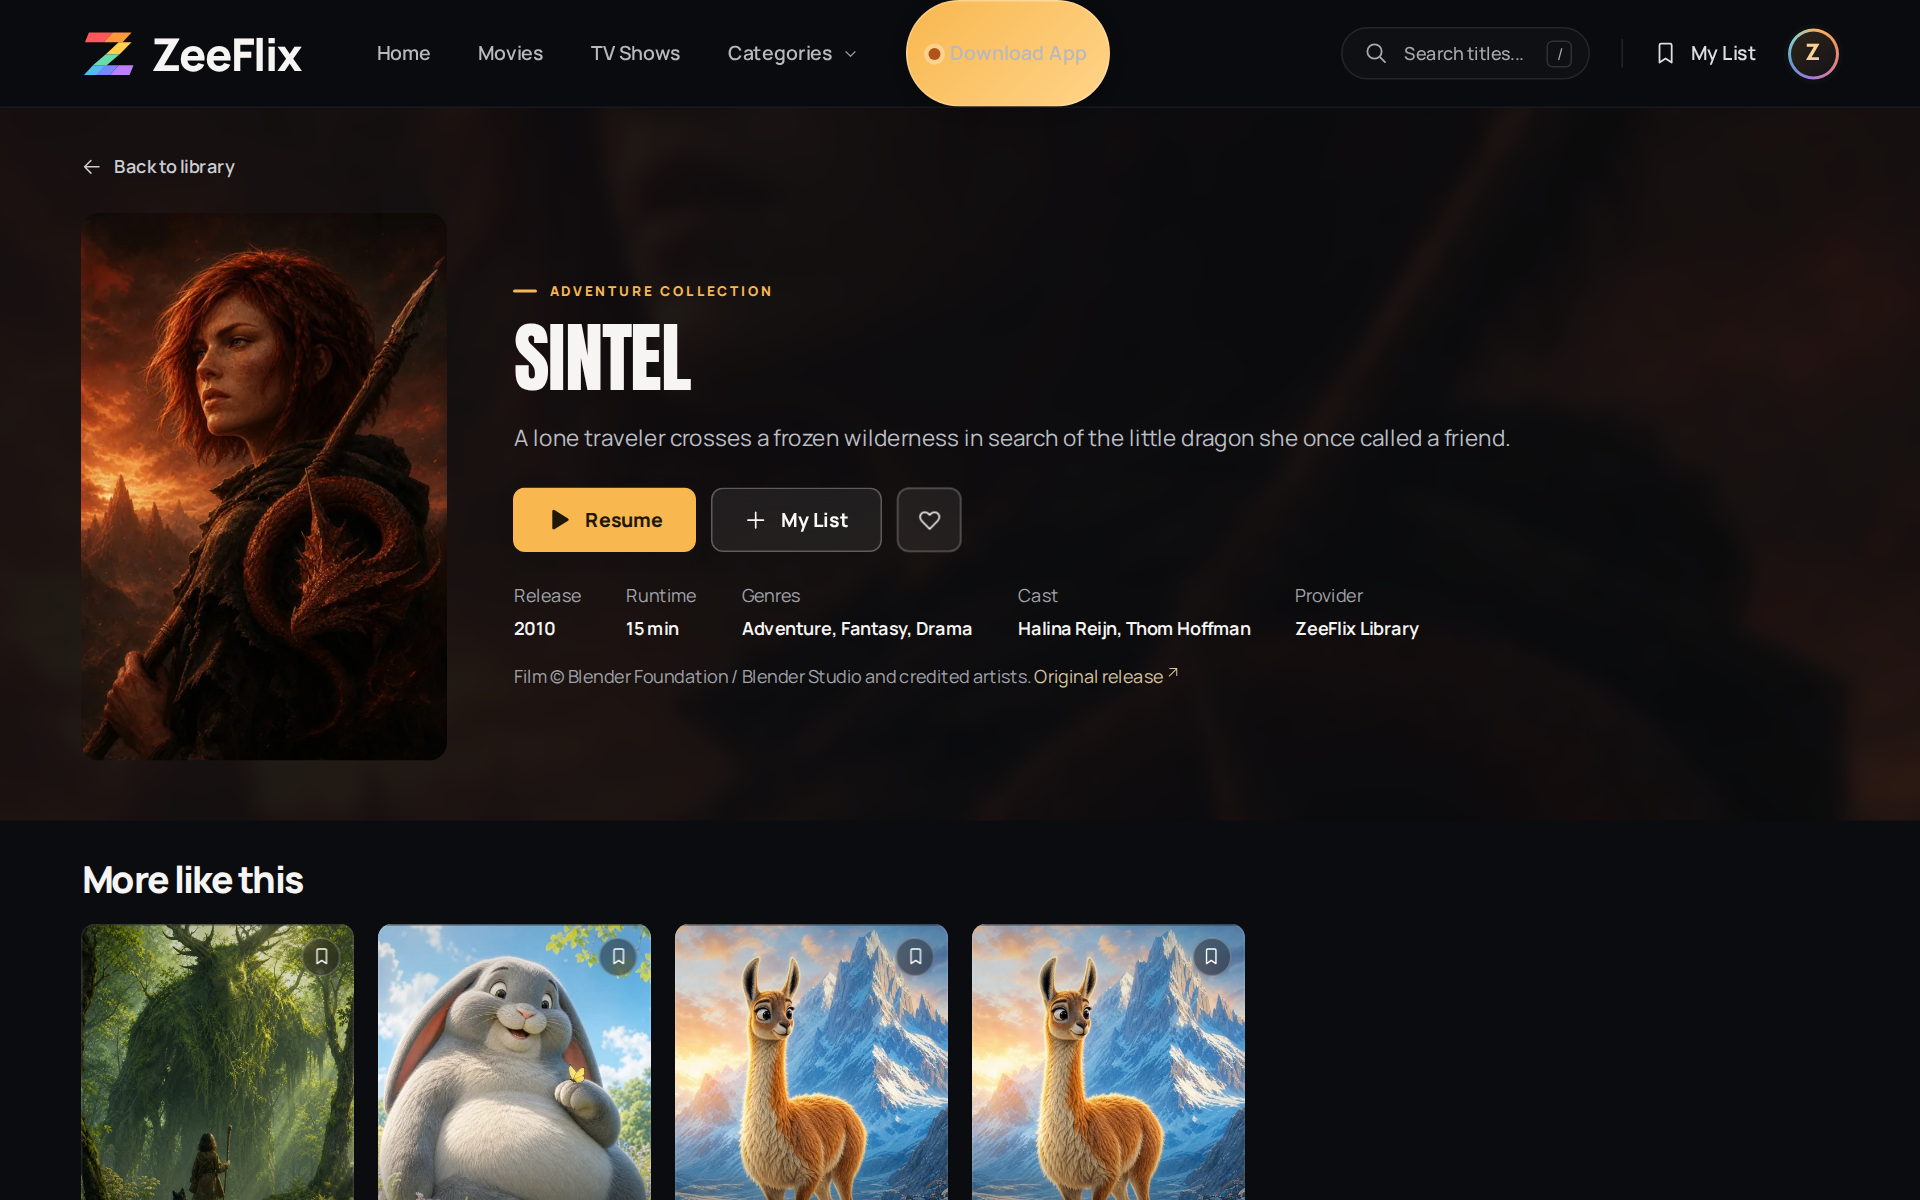 ZeeFlix
Home Movies TV Shows Categories Download App Search titles... / My List Z
Back to library
ADVENTURE COLLECTION
SINTEL
A lone traveler crosses a frozen wilderness in search of the little dragon she once called a friend.
Resume My List
Release Runtime Genres Cast Provider
2010 15 min Adventure, Fantasy, Drama Halina Reijn, Thom Hoffman ZeeFlix Library
Film © Blender Foundation / Blender Studio and credited artists. Original release ↗
More like this